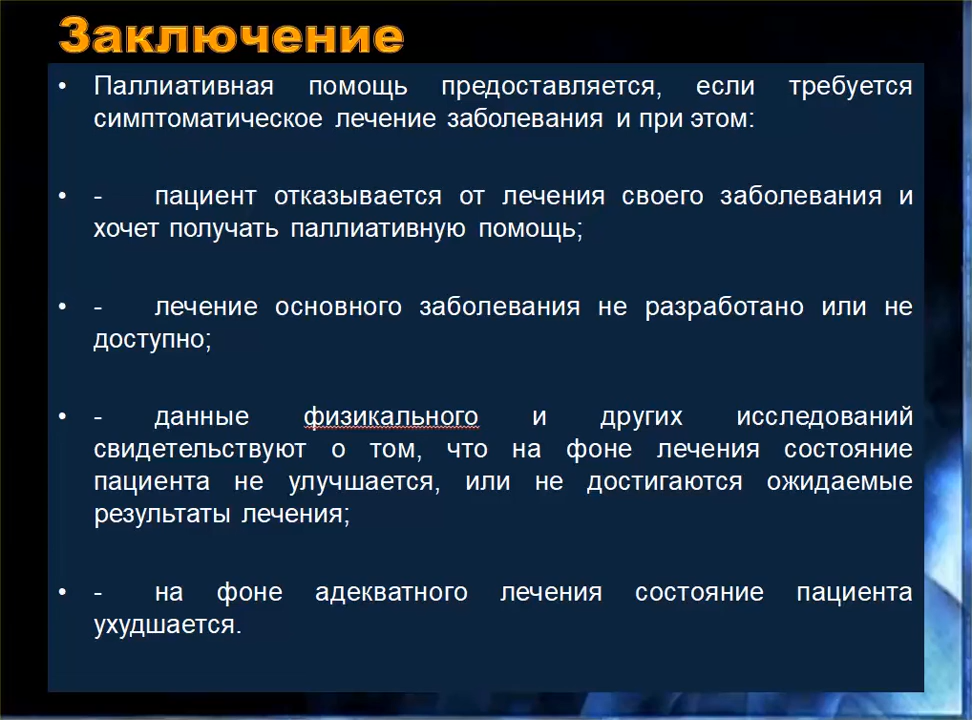 Заключение
• Паллиативная помощь предоставляется, если требуется
симптоматическое лечение заболевания и при этом:
• - пациент отказывается от лечения своего заболевания и
хочет получать паллиативную помощь;
• - лечение основного заболевания не разработано или не
доступно;
• - данные физикального и других исследований
свидетельствуют о том, что на фоне лечения состояние
пациента не улучшается, или не достигаются ожидаемые
результаты лечения;
• - на фоне адекватного лечения состояние пациента
ухудшается.